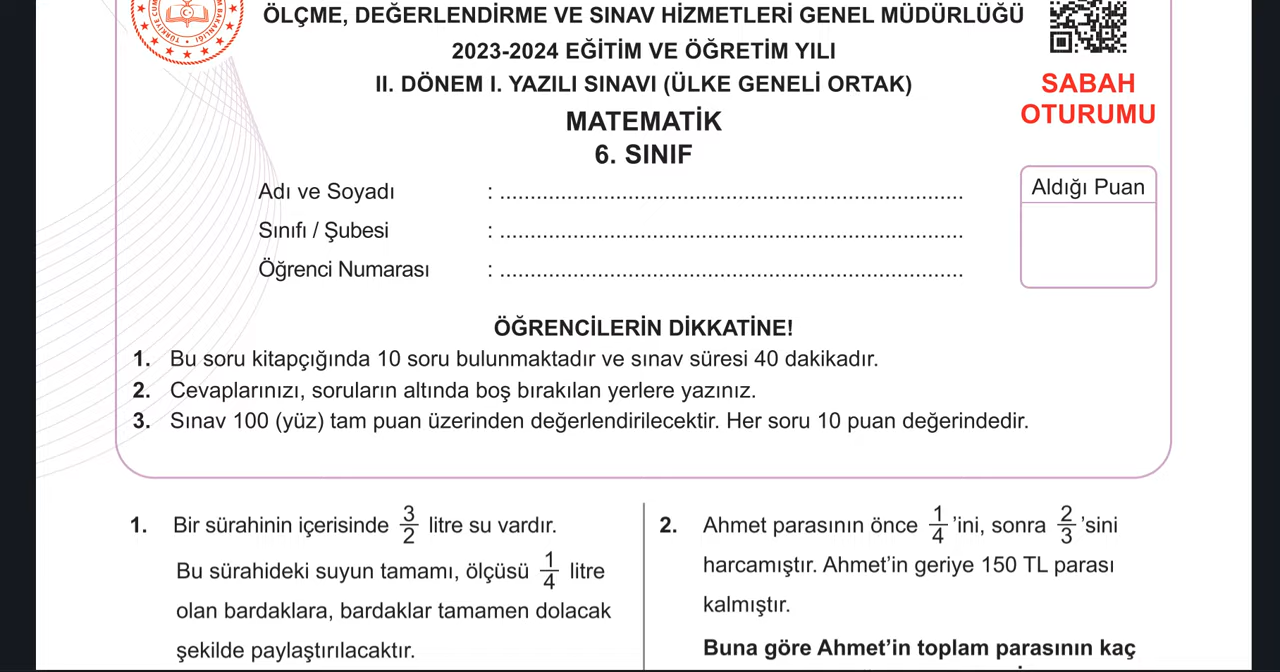 ÖLÇME, DEĞERLENDİRME VE SINAV HİZMETLERİ GENEL MÜDÜRLÜĞÜ
2023-2024 EĞİTİM VE ÖĞRETİM YILI
II. DÖNEM I. YAZILI SINAVI (ÜLKE GENELİ ORTAK)
MATEMATİK
6. SINIF
SABAH
OTURUMU
Adı ve Soyadı : ...........................................................................
Sınıfı / Şubesi : ...........................................................................
Öğrenci Numarası : ...........................................................................
Aldığı Puan
ÖĞRENCİLERİN DİKKATİNE!
1. Bu soru kitapçığında 10 soru bulunmaktadır ve sınav süresi 40 dakikadır.
2. Cevaplarınızı, soruların altında boş bırakılan yerlere yazınız.
3. Sınav 100 (yüz) tam puan üzerinden değerlendirilecektir. Her soru 10 puan değerindedir.
1. Bir sürahinin içerisinde 3/2 litre su vardır.
Bu sürahideki suyun tamamı, ölçüsü 1/4 litre
olan bardaklara, bardaklar tamamen dolacak
şekilde paylaştırılacaktır.
2. Ahmet parasının önce 1/4 ’ini, sonra 2/3 ’sini
harcamıştır. Ahmet’in geriye 150 TL parası
kalmıştır.
Buna göre Ahmet’in toplam parasının kaç